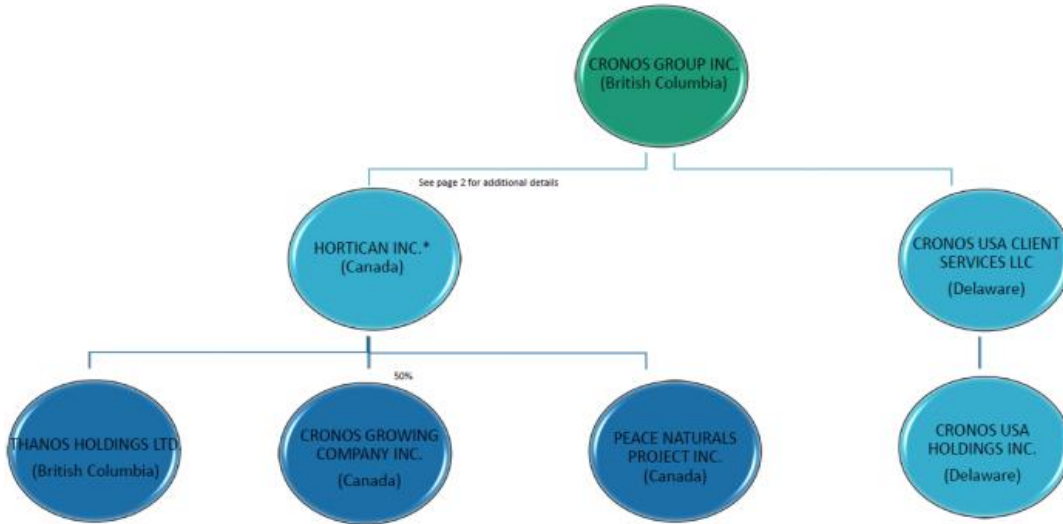 CRONOS GROUP INC.
(British Columbia)
See page 2 for additional details
HORTICAN INC.*
(Canada)
CRONOS USA CLIENT
SERVICES LLC
(Delaware)
50%
THANOS HOLDINGS LTD.
(British Columbia)
CRONOS GROWING
COMPANY INC.
(Canada)
PEACE NATURALS
PROJECT INC.
(Canada)
CRONOS USA
HOLDINGS INC.
(Delaware)